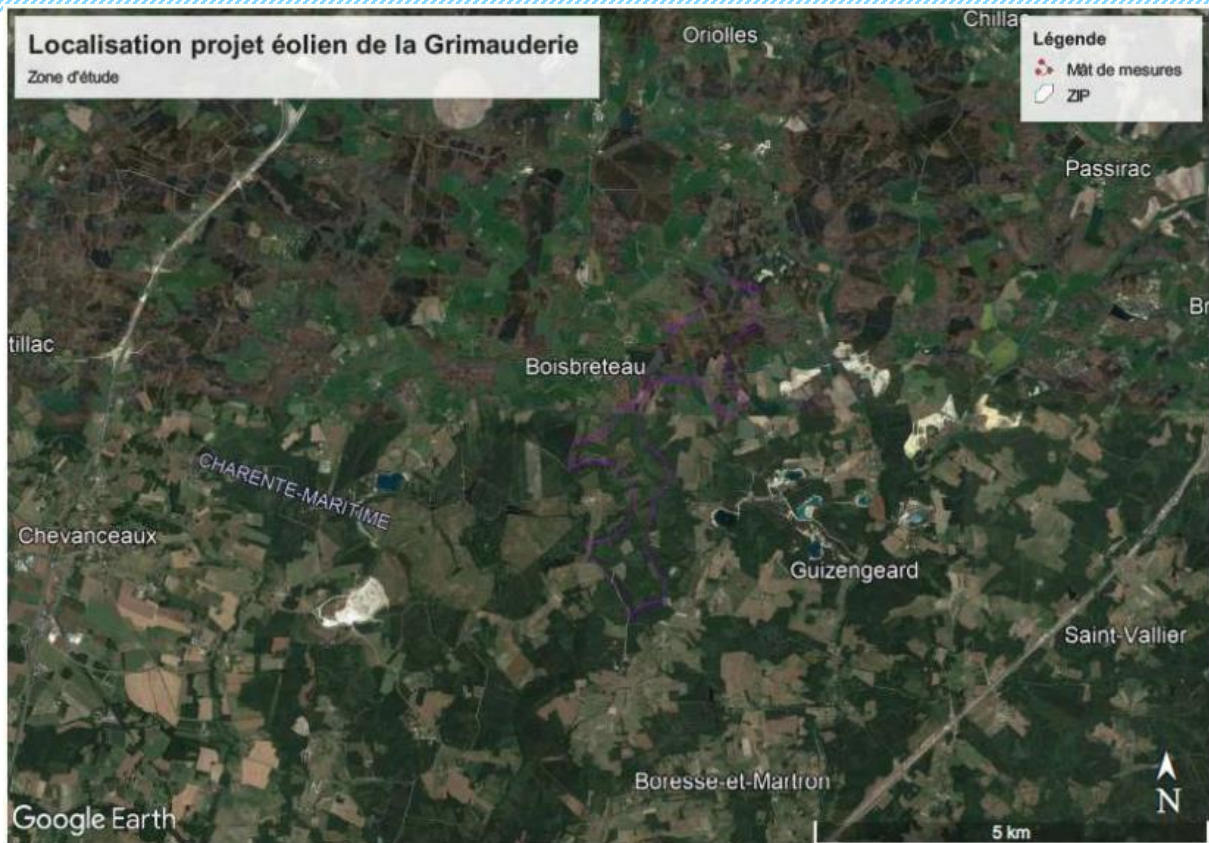 Localisation projet éolien de la Grimauderie
Zone d'étude
Légende
Mât de mesures
ZIP
Oriolles
Chillac
Passirac
Br
tillac
Boisbreteau
CHARENTE-MARITIME
Chevanceaux
Guizengeard
Saint-Vallier
Boresse-et-Martron
N
Google Earth
5 km